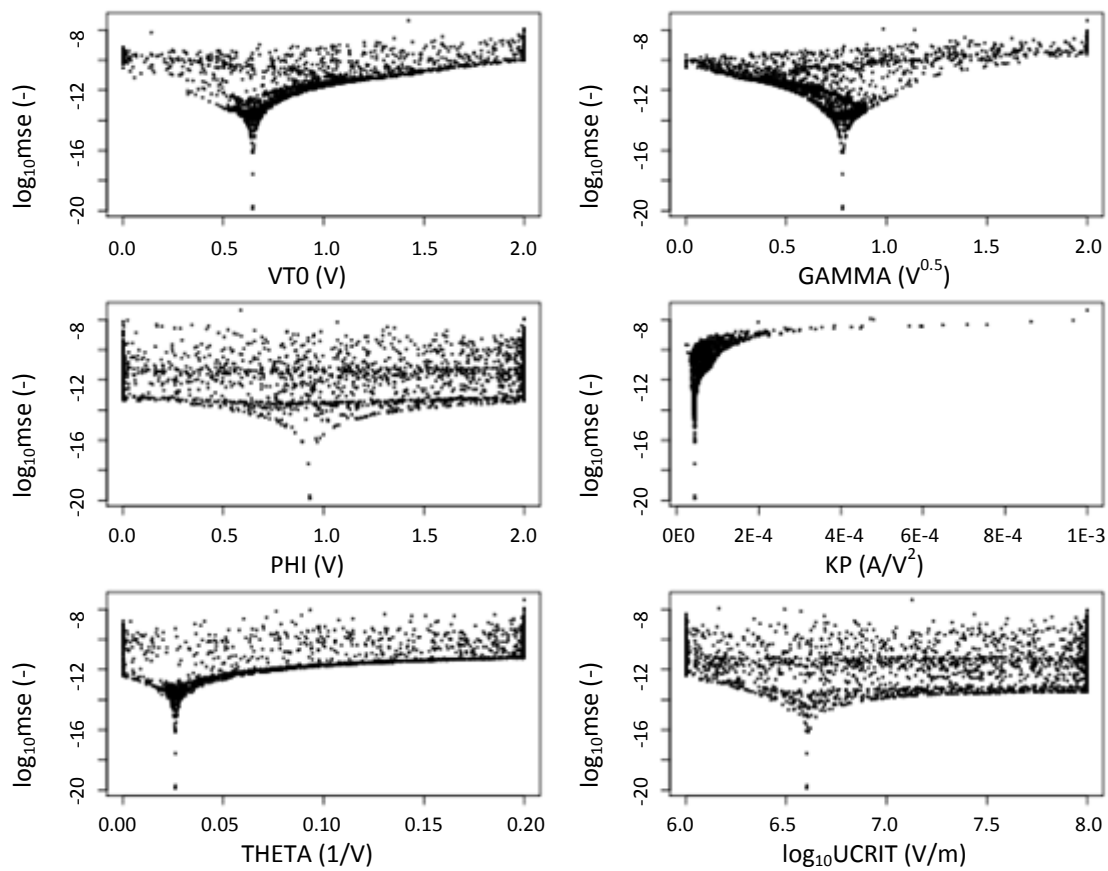 log10mse (-)
-8
-12
-16
-20
0.0 0.5 1.0 1.5 2.0
VT0 (V)
log10mse (-)
-8
-12
-16
-20
0.0 0.5 1.0 1.5 2.0
GAMMA (V^0.5)
log10mse (-)
-8
-12
-16
-20
0.0 0.5 1.0 1.5 2.0
PHI (V)
log10mse (-)
-8
-12
-16
-20
0E0 2E-4 4E-4 6E-4 8E-4 1E-3
KP (A/V^2)
log10mse (-)
-8
-12
-16
-20
0.00 0.05 0.10 0.15 0.20
THETA (1/V)
log10mse (-)
-8
-12
-16
-20
6.0 6.5 7.0 7.5 8.0
log10UCRIT (V/m)